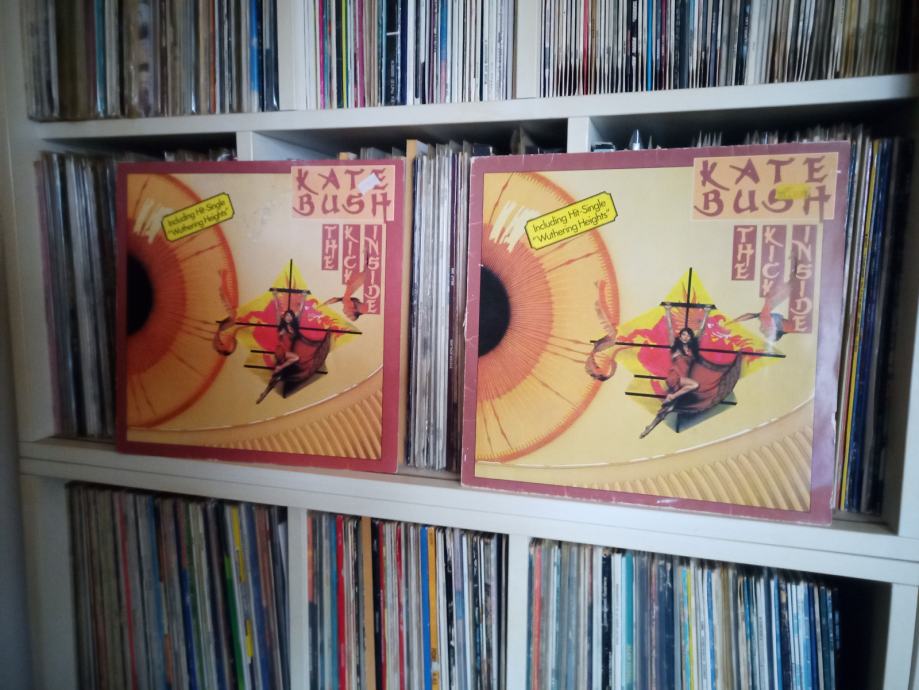 KATE
BUSH
THE
KICK
INSIDE
Including Hit-Single
"Wuthering Heights"
KATE
BUSH
THE
KICK
INSIDE
Including Hit-Single
"Wuthering Heights"